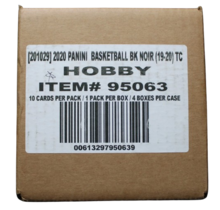 [201029] 2020 PANINI BASKETBALL BK NOIR (19-20) TC
HOBBY
ITEM# 95063
10 CARDS PER PACK / 1 PACK PER BOX / 4 BOXES PER CASE
00613297950639